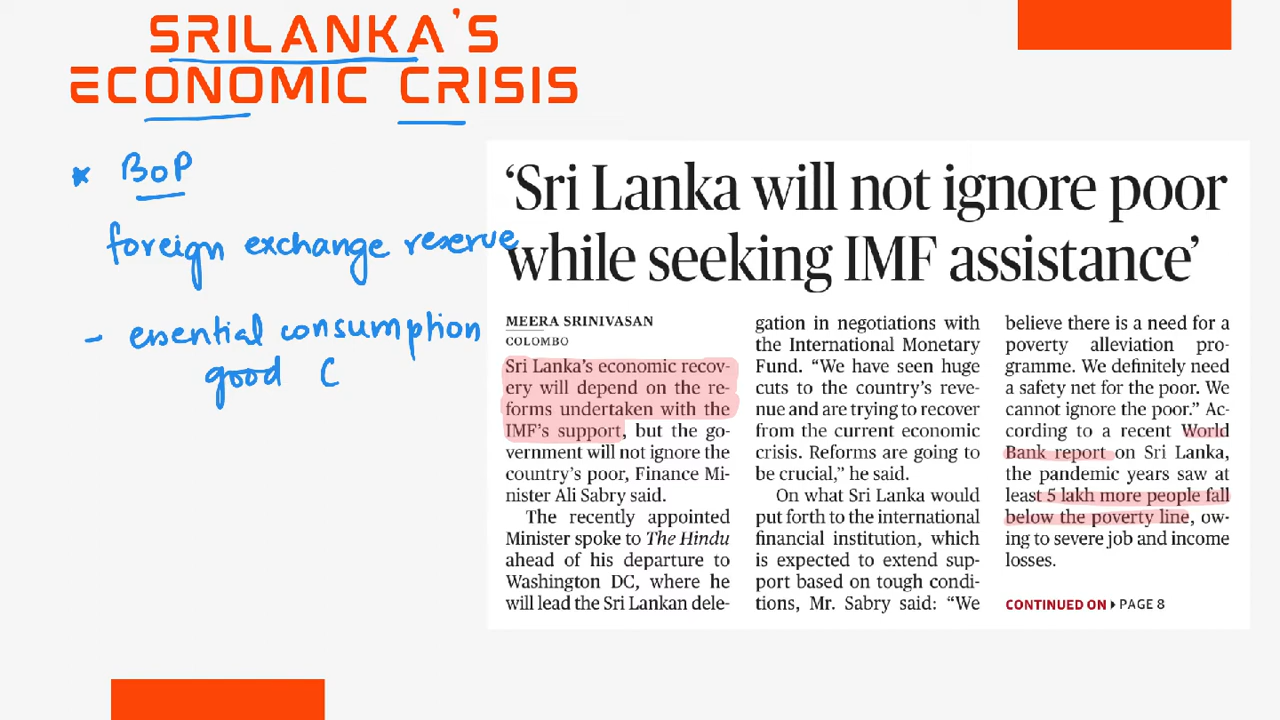 SRILANKA'S
ECONOMIC CRISIS
* BOP
foreign exchange reserve
- essential consumption
good C
‘Sri Lanka will not ignore poor
while seeking IMF assistance’
MEERA SRINIVASAN
COLOMBO
Sri Lanka’s economic recov-
ery will depend on the re-
forms undertaken with the
IMF’s support, but the go-
vernment will not ignore the
country’s poor, Finance Mi-
nister Ali Sabry said.
The recently appointed
Minister spoke to The Hindu
ahead of his departure to
Washington DC, where he
will lead the Sri Lankan dele-
gation in negotiations with
the International Monetary
Fund. “We have seen huge
cuts to the country’s reve-
nue and are trying to recover
from the current economic
crisis. Reforms are going to
be crucial,” he said.
On what Sri Lanka would
put forth to the international
financial institution, which
is expected to extend sup-
port based on tough condi-
tions, Mr. Sabry said: “We
believe there is a need for a
poverty alleviation pro-
gramme. We definitely need
a safety net for the poor. We
cannot ignore the poor.” Ac-
cording to a recent World
Bank report on Sri Lanka,
the pandemic years saw at
least 5 lakh more people fall
below the poverty line, ow-
ing to severe job and income
losses.
CONTINUED ON ▸ PAGE 8